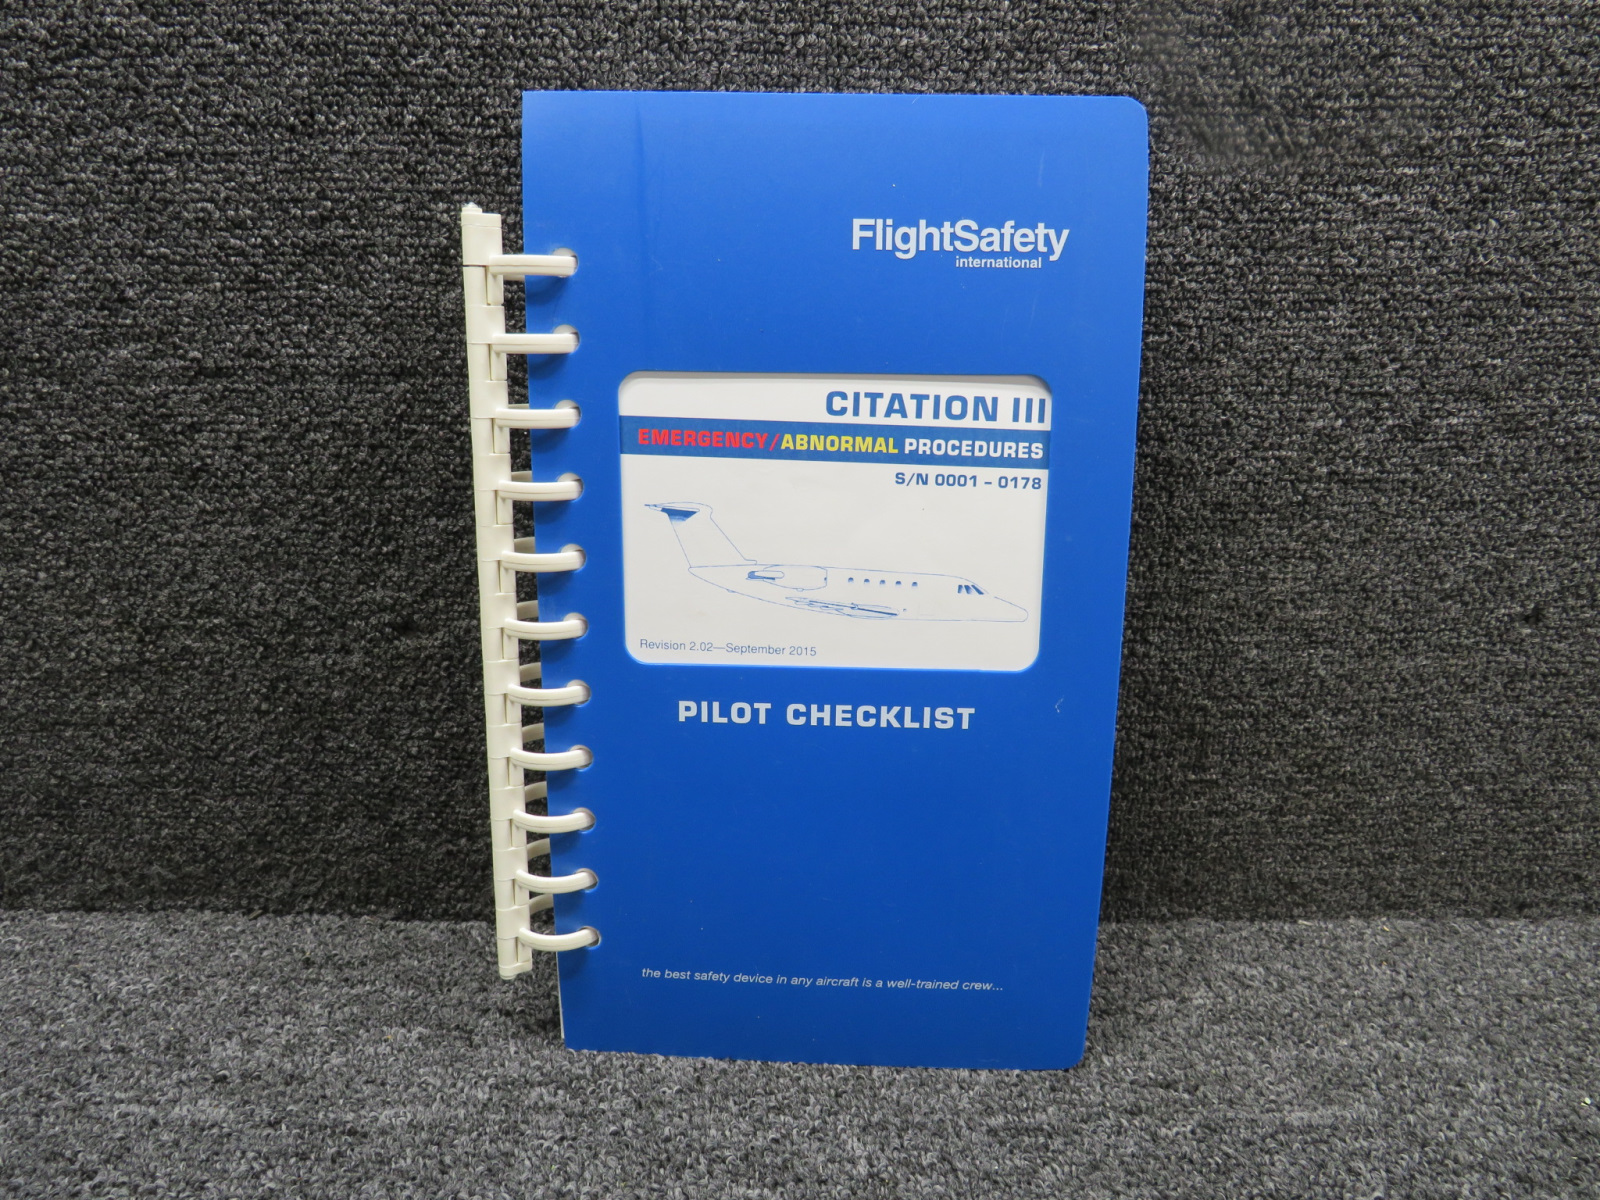 FlightSafety
international
CITATION III
EMERGENCY/ABNORMAL PROCEDURES
S/N 0001 - 0178
Revision 2.02—September 2015
PILOT CHECKLIST
the best safety device in any aircraft is a well-trained crew...